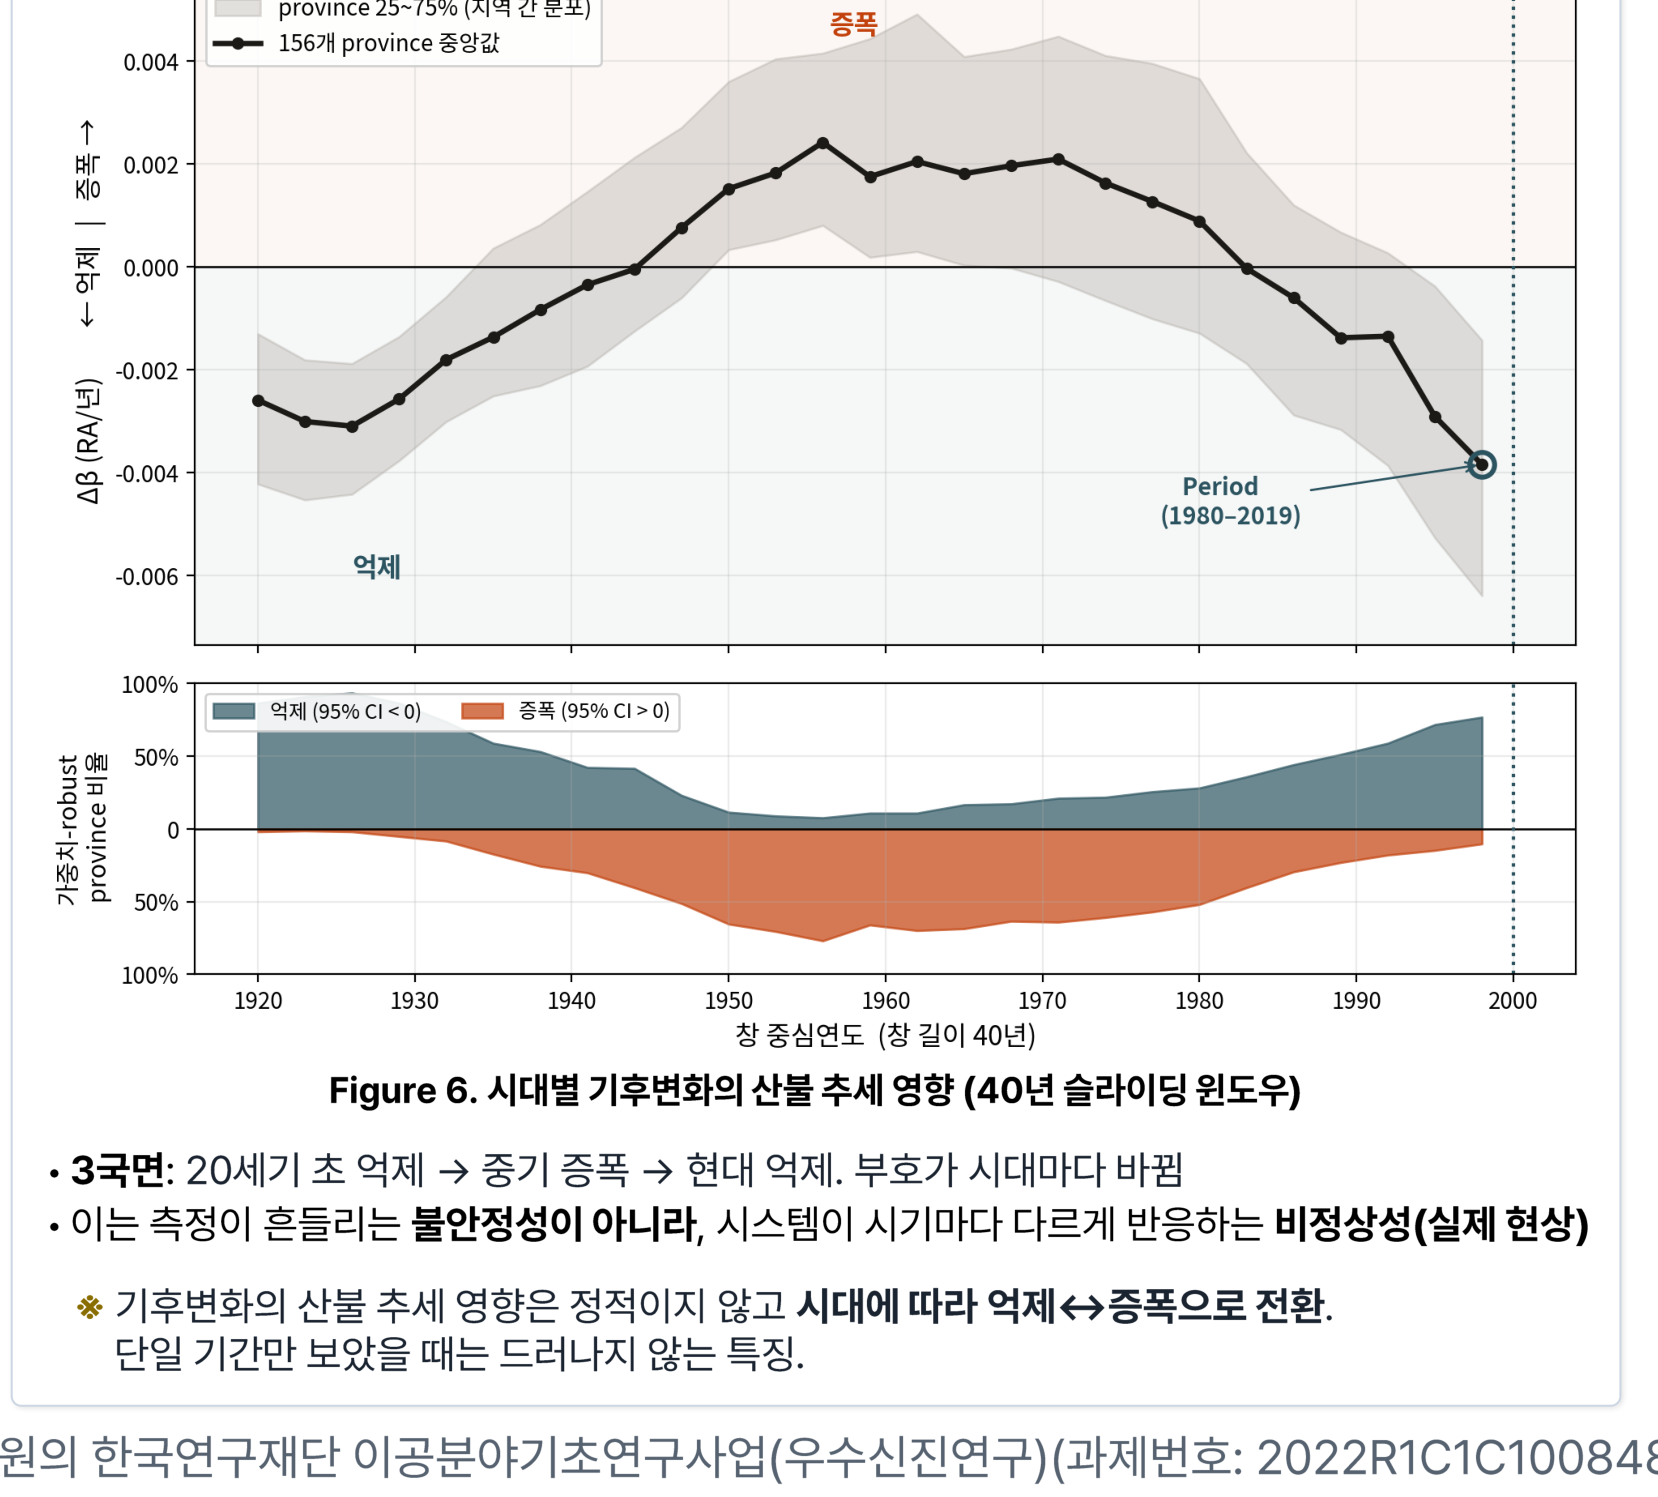 province 25~75% (지역 간 분포)
156개 province 중앙값
증폭
0.004
0.002
0.000
-0.002
-0.004
-0.006
Δβ (RA/년) ← 억제 | 증폭 →
Period
(1980–2019)
억제
억제 (95% CI < 0)
증폭 (95% CI > 0)
100%
50%
0
50%
100%
가중치-robust
province 비율
1920 1930 1940 1950 1960 1970 1980 1990 2000
창 중심연도 (창 길이 40년)
Figure 6. 시대별 기후변화의 산불 추세 영향 (40년 슬라이딩 윈도우)
• 3국면: 20세기 초 억제 → 중기 증폭 → 현대 억제. 부호가 시대마다 바뀜
• 이는 측정이 흔들리는 불안정성이 아니라, 시스템이 시기마다 다르게 반응하는 비정상성(실제 현상)
※ 기후변화의 산불 추세 영향은 정적이지 않고 시대에 따라 억제↔증폭으로 전환.
단일 기간만 보았을 때는 드러나지 않는 특징.
원의 한국연구재단 이공분야기초연구사업(우수신진연구)(과제번호: 2022R1C1C100848